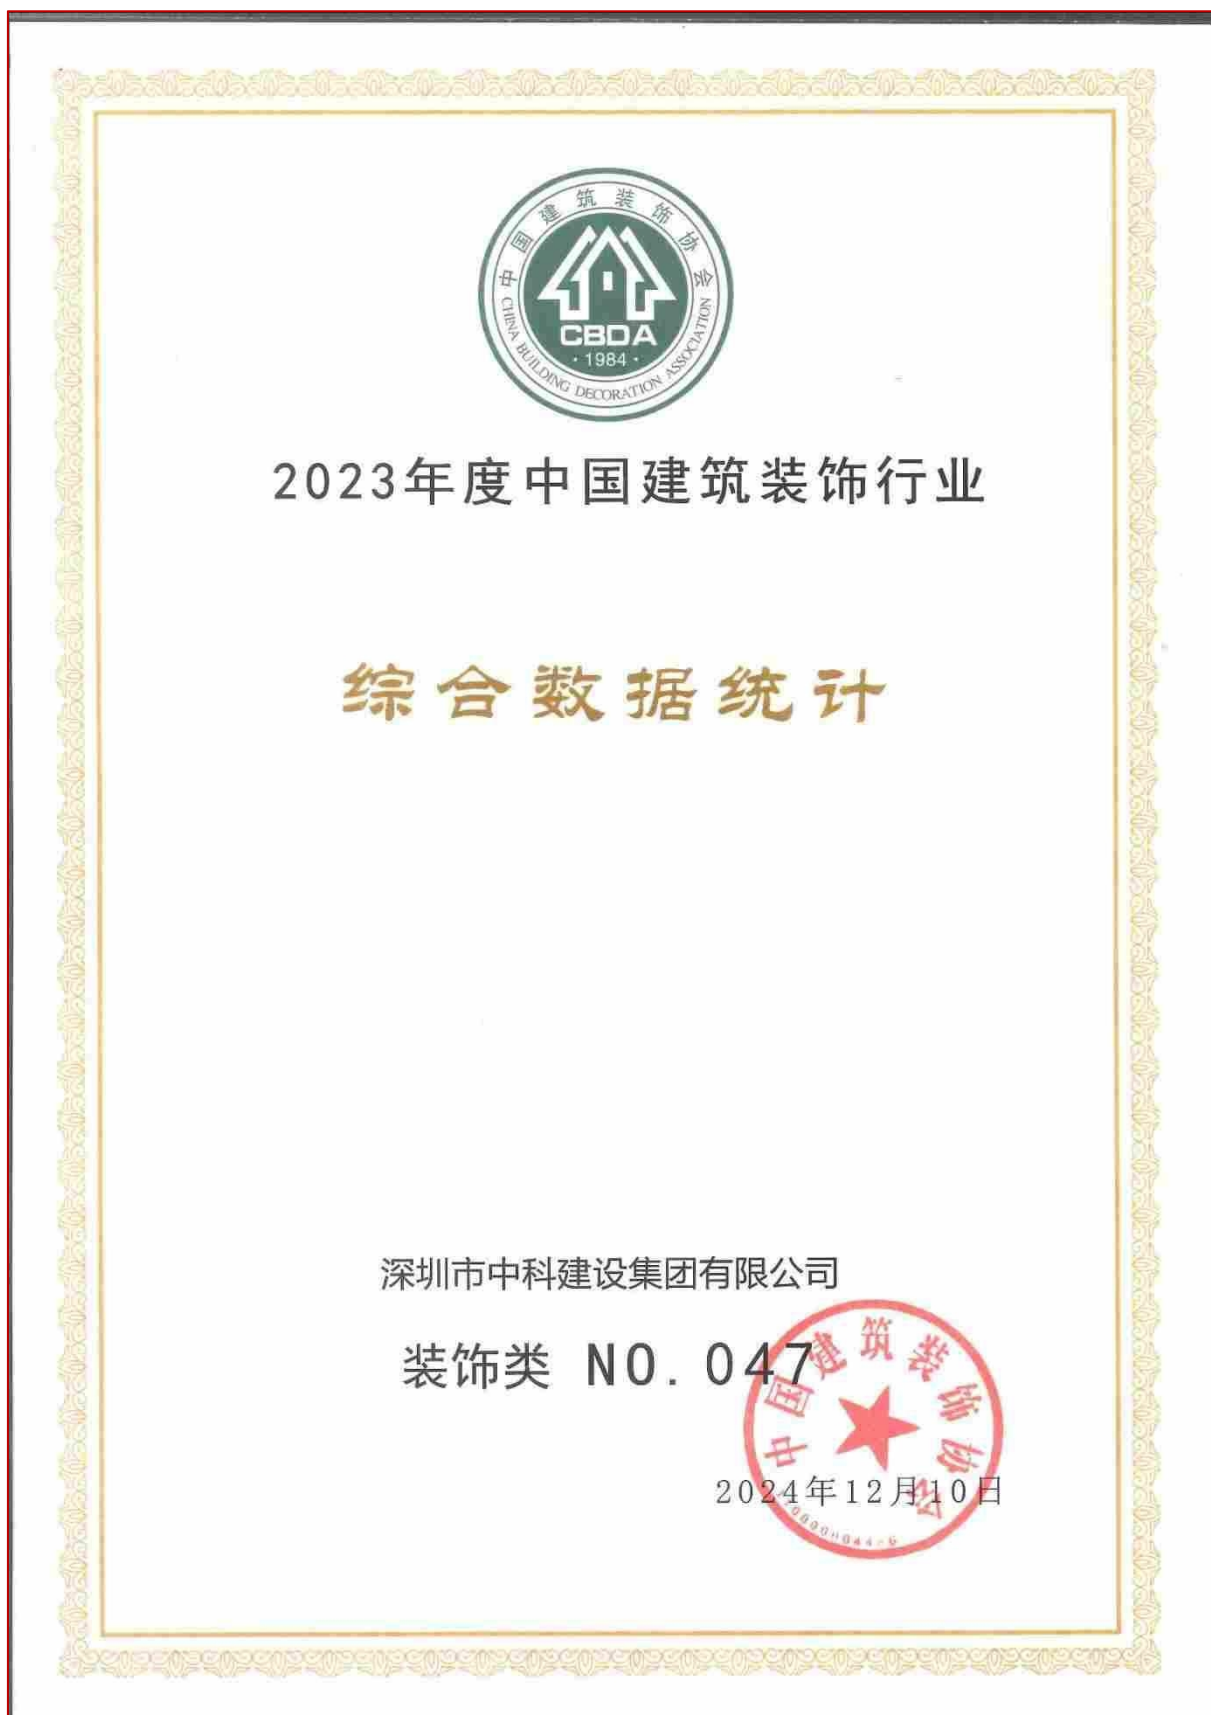 中国建筑装饰协会
CBDA
·1984·
CHINA BUILDING DECORATION ASSOCIATION
2023年度中国建筑装饰行业
综合数据统计
深圳市中科建设集团有限公司
装饰类 NO.047
中国建筑装饰协会
2024年12月10日